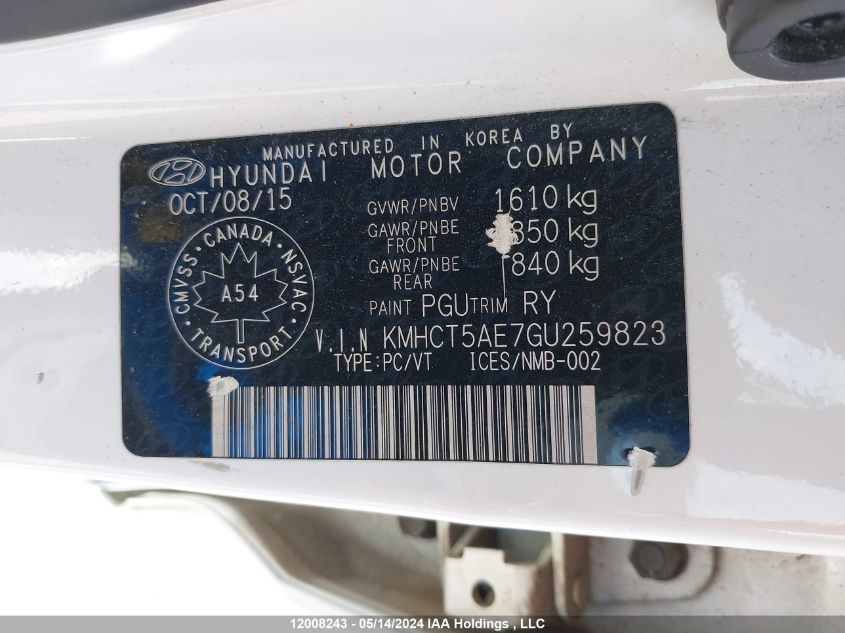 MANUFACTURED IN KOREA BY
HYUNDAI MOTOR COMPANY
OCT/08/15
GVWR/PNBV 1610 kg
GAWR/PNBE FRONT 850 kg
GAWR/PNBE REAR 840 kg
CMVSS · CANADA · NSVAC
A54
TRANSPORT
PAINT PGU TRIM RY
V.I.N KMHCT5AE7GU259823
TYPE:PC/VT ICES/NMB-002
12008243 - 05/14/2024 IAA Holdings, LLC